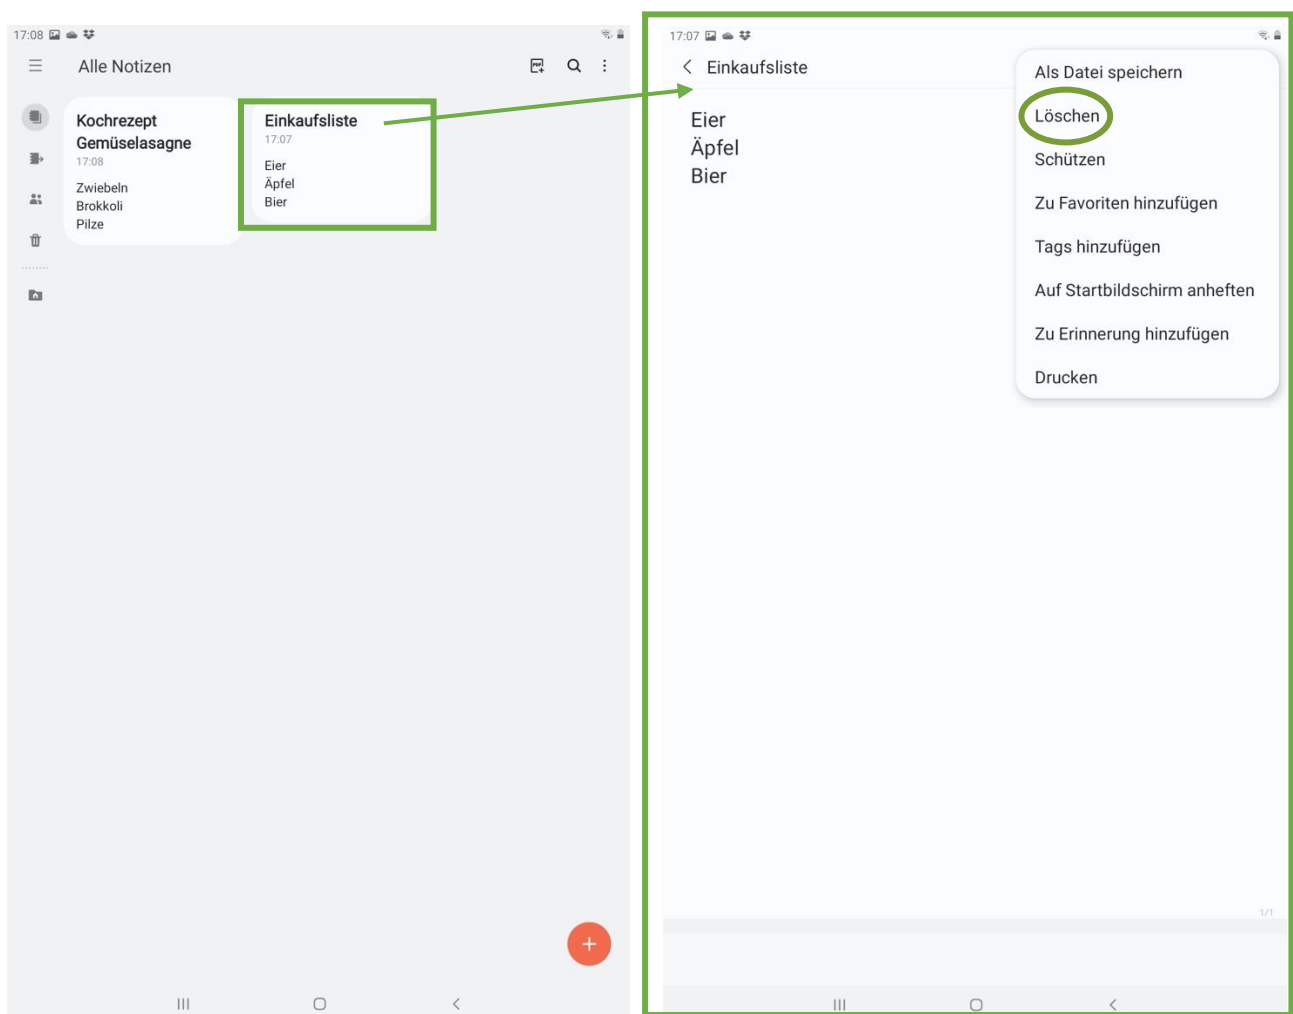 17:08
Alle Notizen
Kochrezept
Gemüselasagne
17:08
Zwiebeln
Brokkoli
Pilze
Einkaufsliste
17:07
Eier
Äpfel
Bier
17:07
Einkaufsliste
Eier
Äpfel
Bier
Als Datei speichern
Löschen
Schützen
Zu Favoriten hinzufügen
Tags hinzufügen
Auf Startbildschirm anheften
Zu Erinnerung hinzufügen
Drucken
1/1